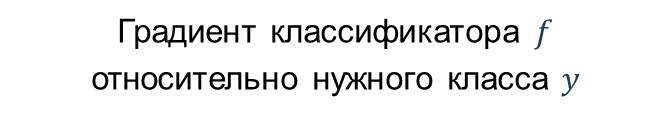 Градиент классификатора f
относительно нужного класса y